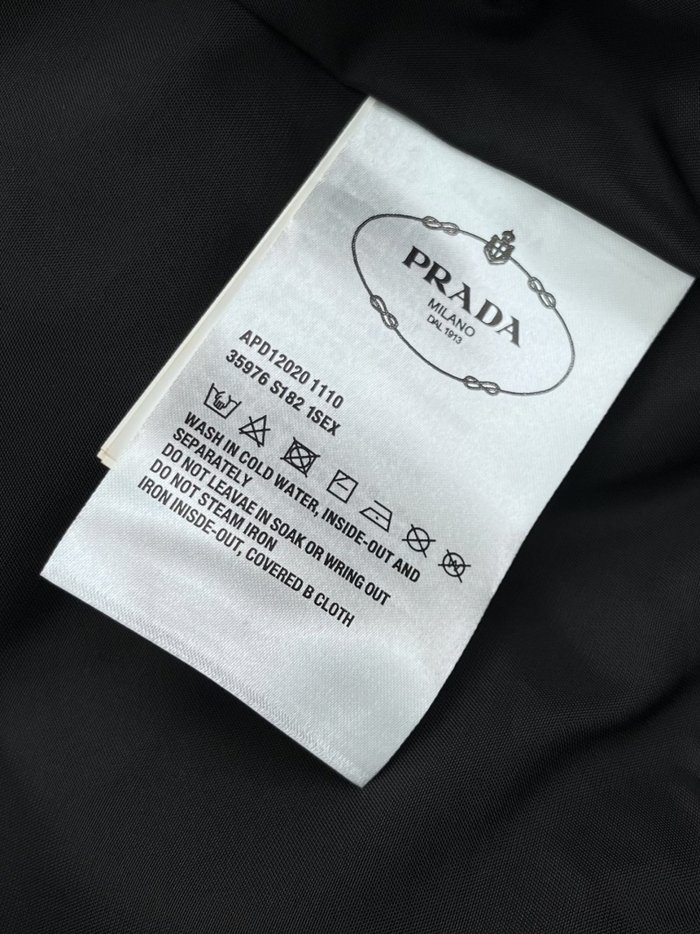 PRADA
MILANO
DAL 1913
APD12020 1110
35976 S182 1SEX
WASH IN COLD WATER, INSIDE-OUT AND
SEPARATELY
DO NOT LEAVAE IN SOAK OR WRING OUT
DO NOT STEAM IRON
IRON INISDE-OUT, COVERED B CLOTH